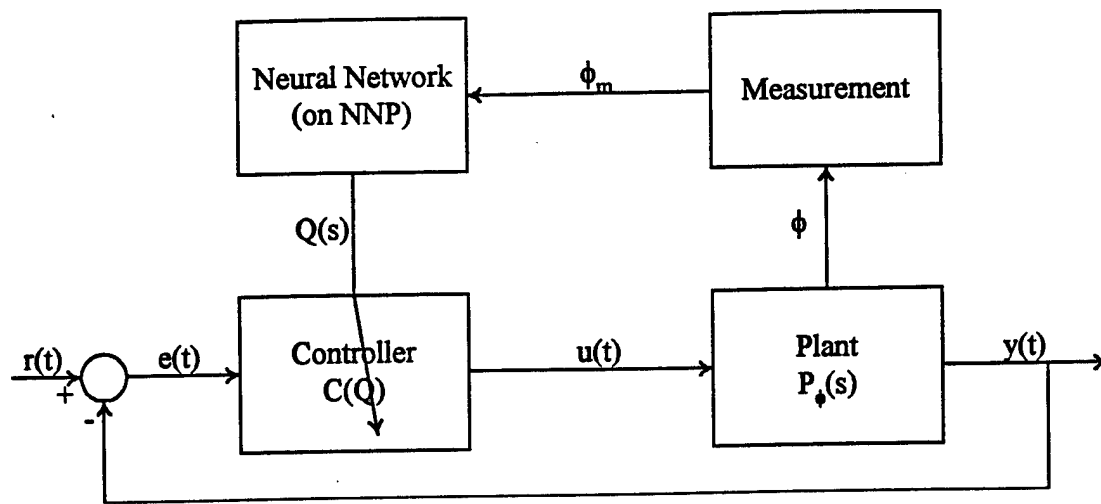 Neural Network
(on NNP)
ϕm
Measurement
Q(s)
ϕ
r(t)
+
-
e(t)
Controller
C(Q)
u(t)
Plant
Pϕ(s)
y(t)